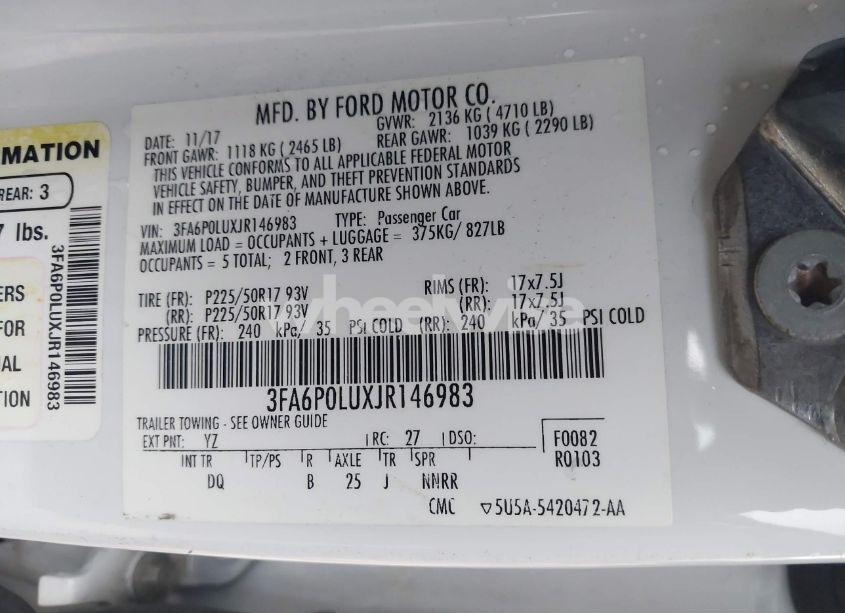 MFD. BY FORD MOTOR CO.
DATE: 11/17 GVWR: 2136 KG (4710 LB)
FRONT GAWR: 1118 KG (2465 LB) REAR GAWR: 1039 KG (2290 LB)
THIS VEHICLE CONFORMS TO ALL APPLICABLE FEDERAL MOTOR
VEHICLE SAFETY, BUMPER, AND THEFT PREVENTION STANDARDS
IN EFFECT ON THE DATE OF MANUFACTURE SHOWN ABOVE.
VIN: 3FA6P0LUXJR146983 TYPE: Passenger Car
MAXIMUM LOAD = OCCUPANTS + LUGGAGE = 375KG/ 827LB
OCCUPANTS = 5 TOTAL; 2 FRONT, 3 REAR
TIRE (FR): P225/50R17 93V RIMS (FR): 17x7.5J
(RR): P225/50R17 93V (RR): 17x7.5J
PRESSURE (FR): 240 kPa/ 35 PSI COLD (RR): 240 kPa/ 35 PSI COLD
3FA6P0LUXJR146983
TRAILER TOWING - SEE OWNER GUIDE
EXT PNT: YZ RC: 27 DSO: F0082
INT TR TP/PS R AXLE TR SPR R0103
DQ B 25 J NNRR
CMC ▽5U5A-5420472-AA
RMATION
REAR: 3
7 lbs.
3FA6P0LUXJR146983
ERS
FOR
UAL
TION
wheelwise